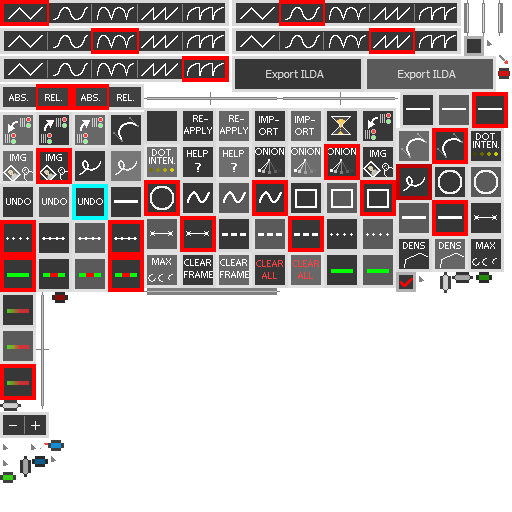 Export ILDA Export ILDA
ABS. REL. ABS. REL.
RE-APPLY RE-APPLY IMP-ORT IMP-ORT
IMG IMG DOT INTEN. HELP ? HELP ? ONION ONION ONION IMG DOT INTEN.
UNDO UNDO UNDO
MAX CLEAR FRAME CLEAR FRAME CLEAR ALL CLEAR ALL DENS DENS MAX